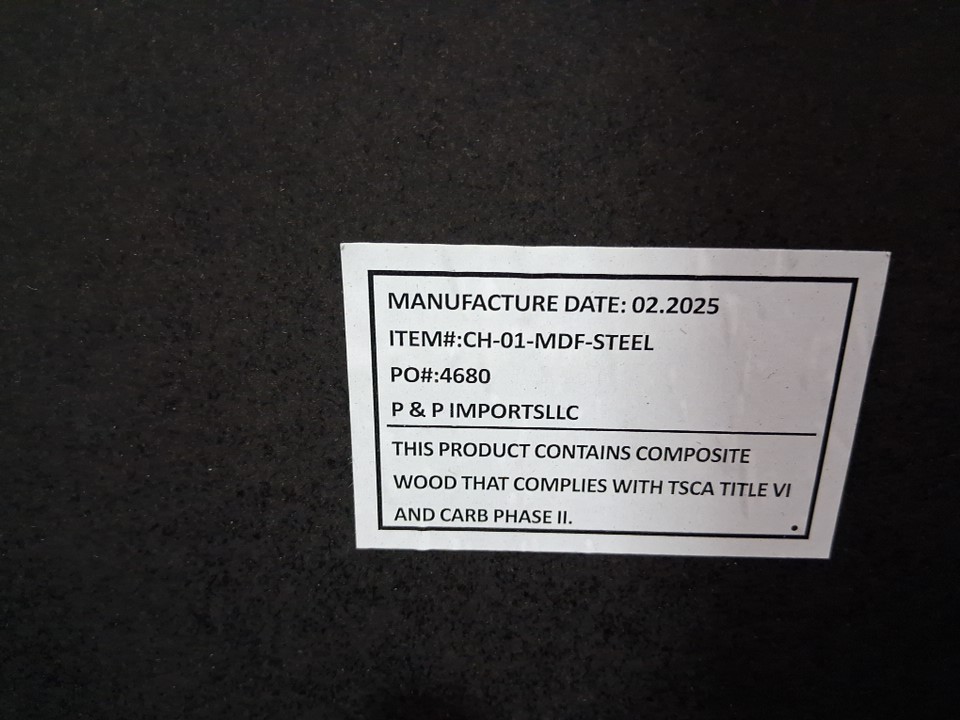 MANUFACTURE DATE: 02.2025
ITEM#:CH-01-MDF-STEEL
PO#:4680
P & P IMPORTSLLC
THIS PRODUCT CONTAINS COMPOSITE
WOOD THAT COMPLIES WITH TSCA TITLE VI
AND CARB PHASE II.